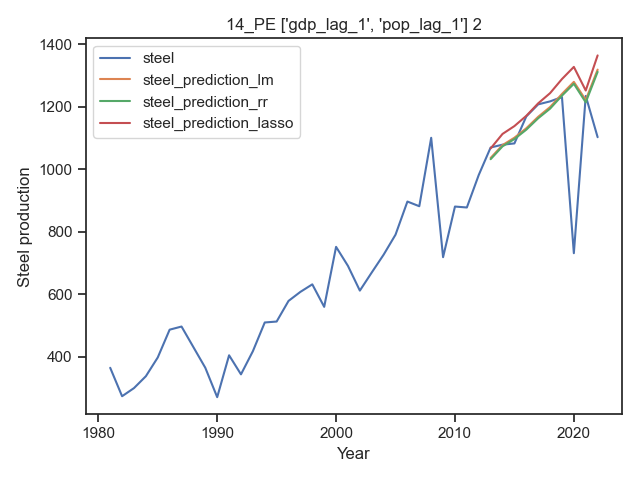 14_PE ['gdp_lag_1', 'pop_lag_1'] 2
steel
steel_prediction_lm
steel_prediction_rr
steel_prediction_lasso
1400
1200
1000
800
600
400
Steel production
1980
1990
2000
2010
2020
Year